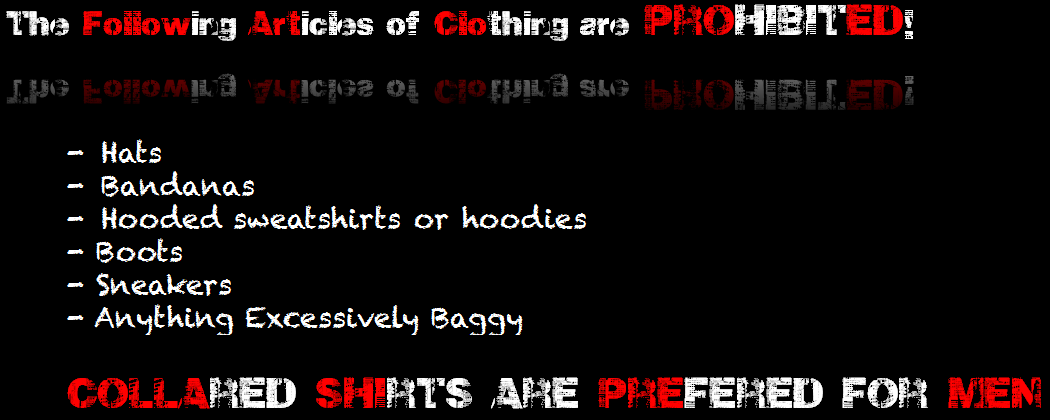 The Following Articles of Clothing are PROHIBITED!
- Hats
- Bandanas
- Hooded sweatshirts or hoodies
- Boots
- Sneakers
- Anything Excessively Baggy
COLLARED SHIRTS ARE PREFERED FOR MEN